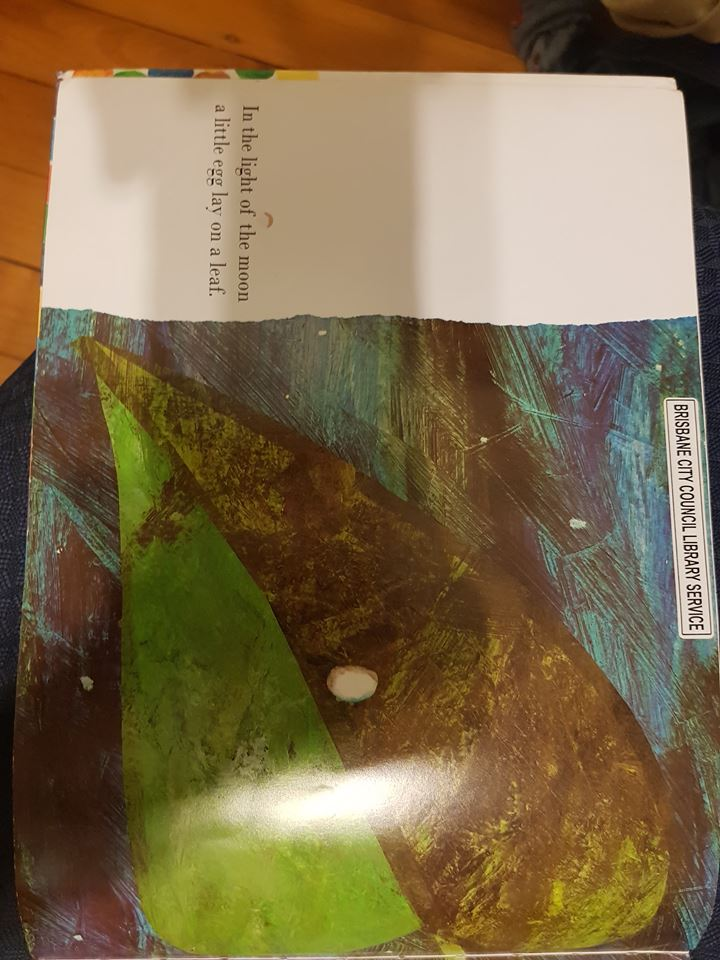 In the light of the moon
a little egg lay on a leaf.
BRISBANE CITY COUNCIL LIBRARY SERVICE